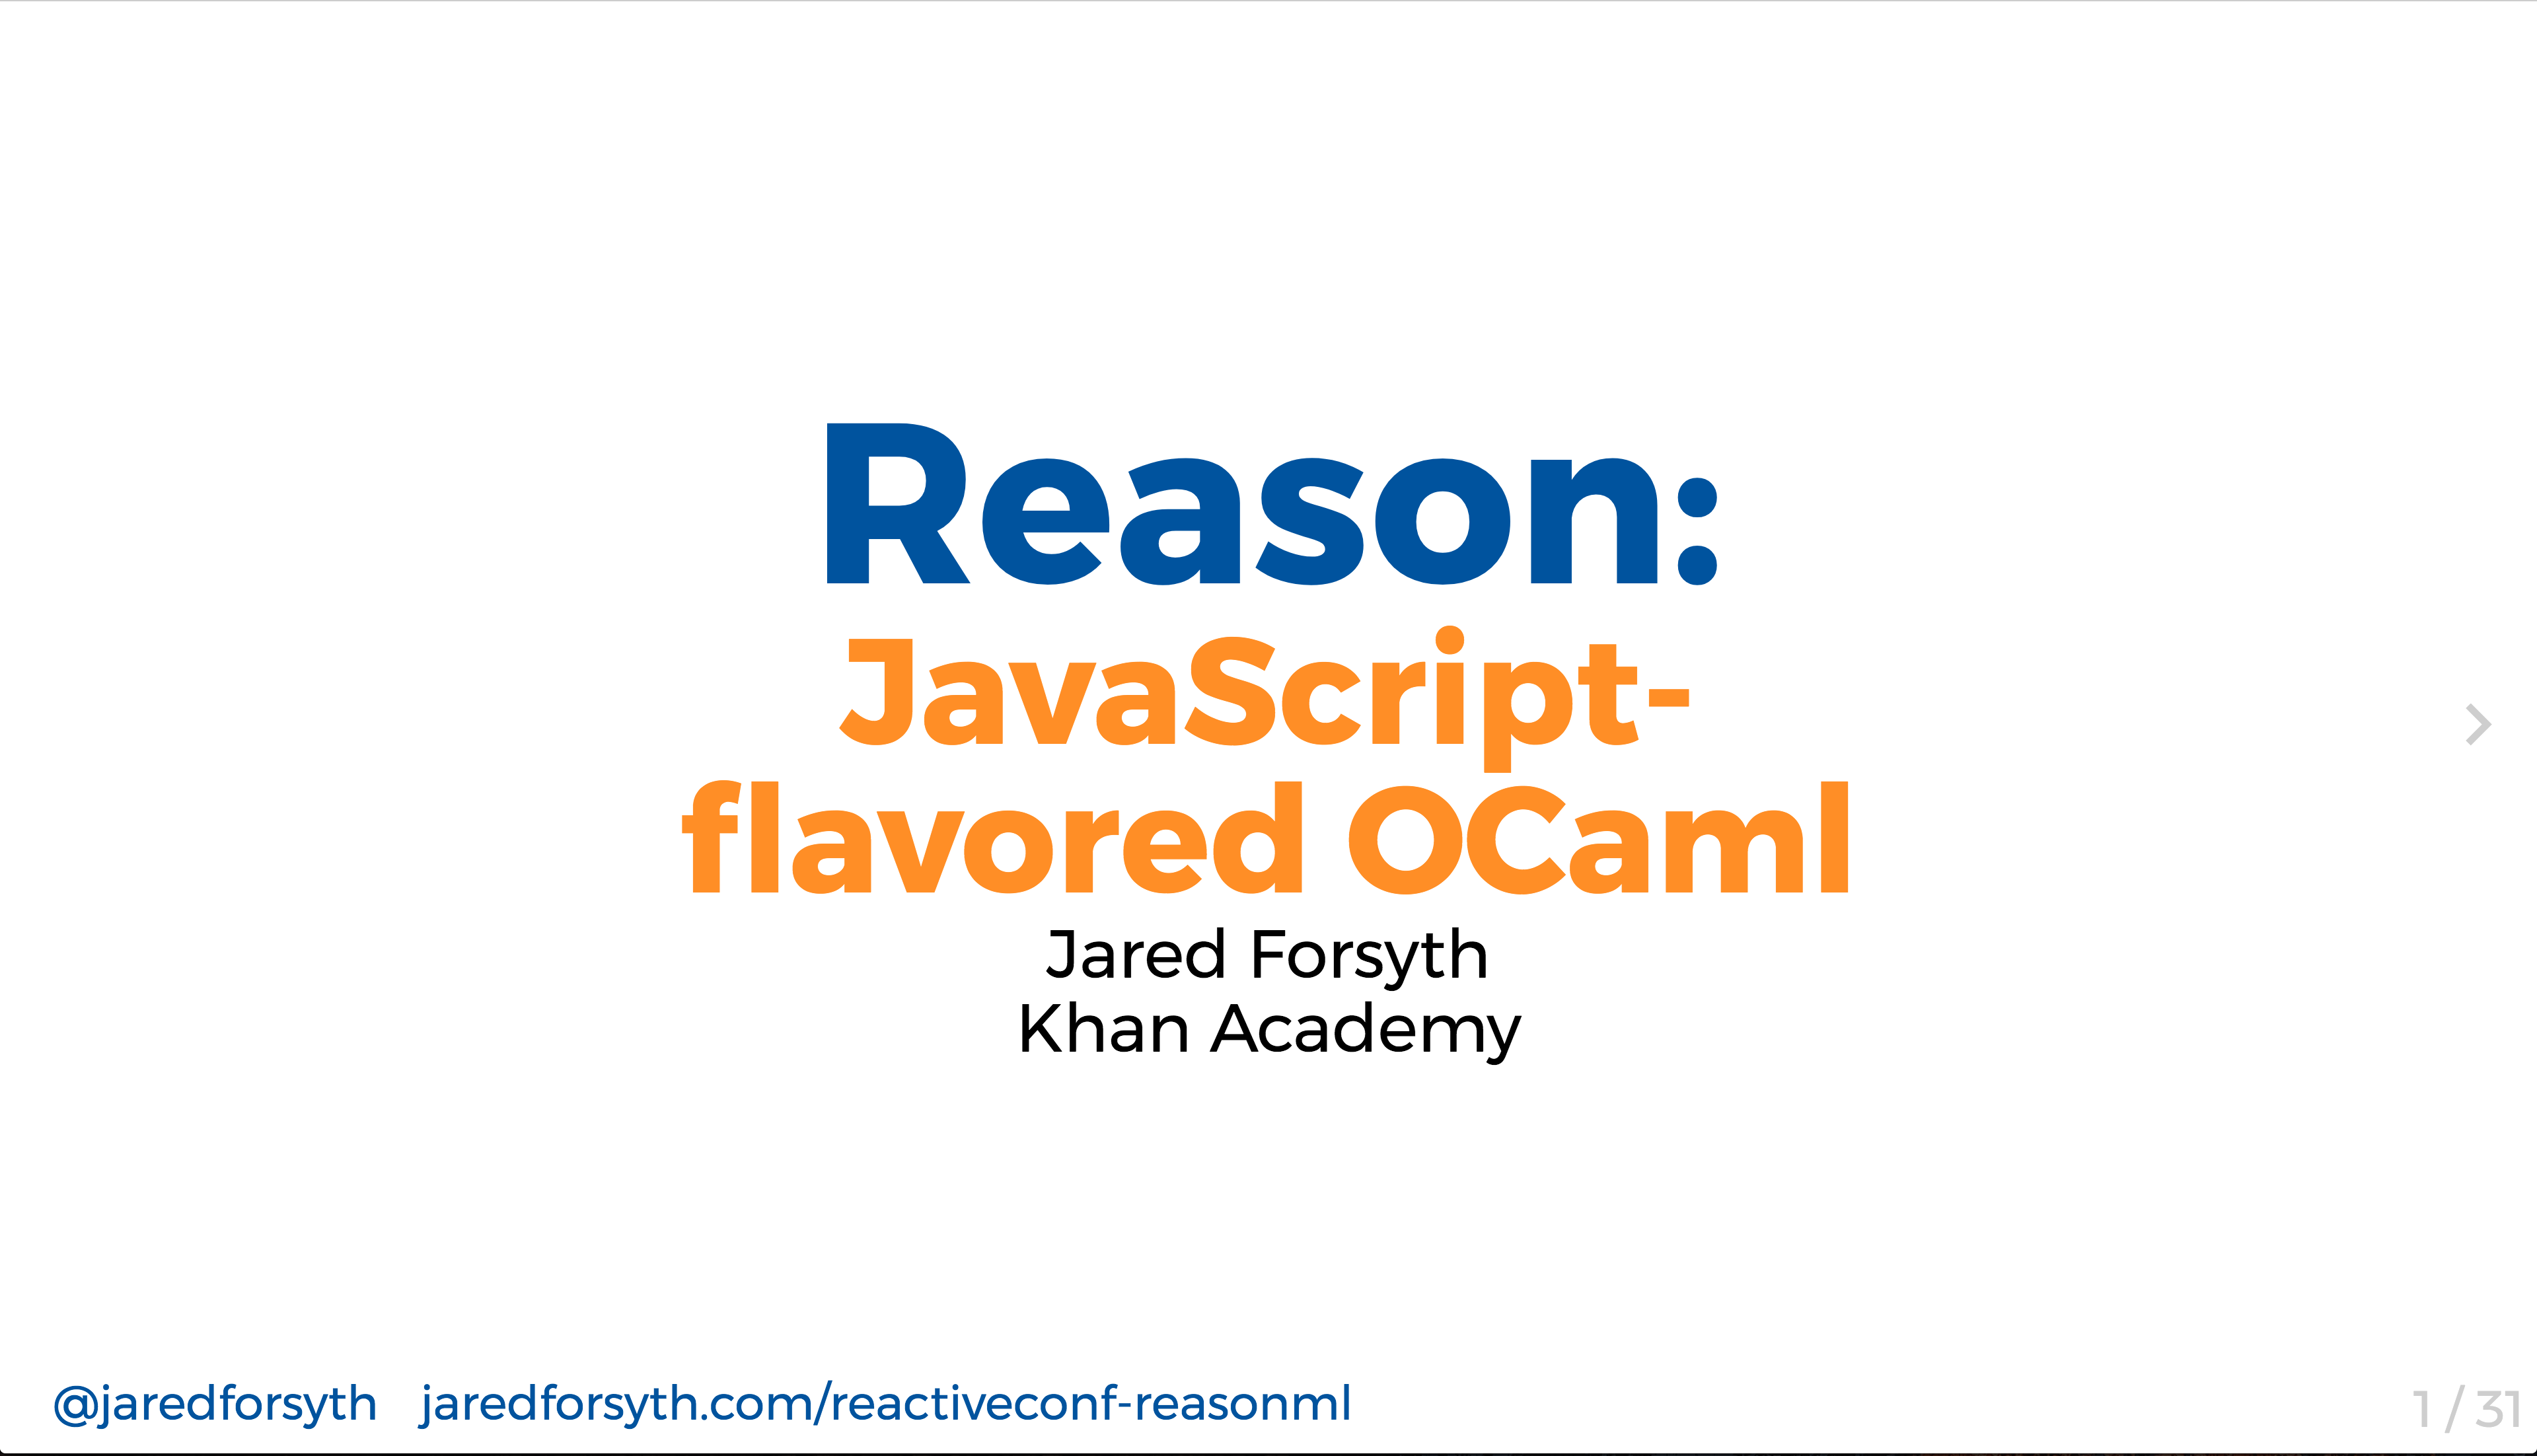 Reason:
JavaScript-
flavored OCaml
Jared Forsyth
Khan Academy
@jaredforsyth jaredforsyth.com/reactiveconf-reasonml
1 / 31